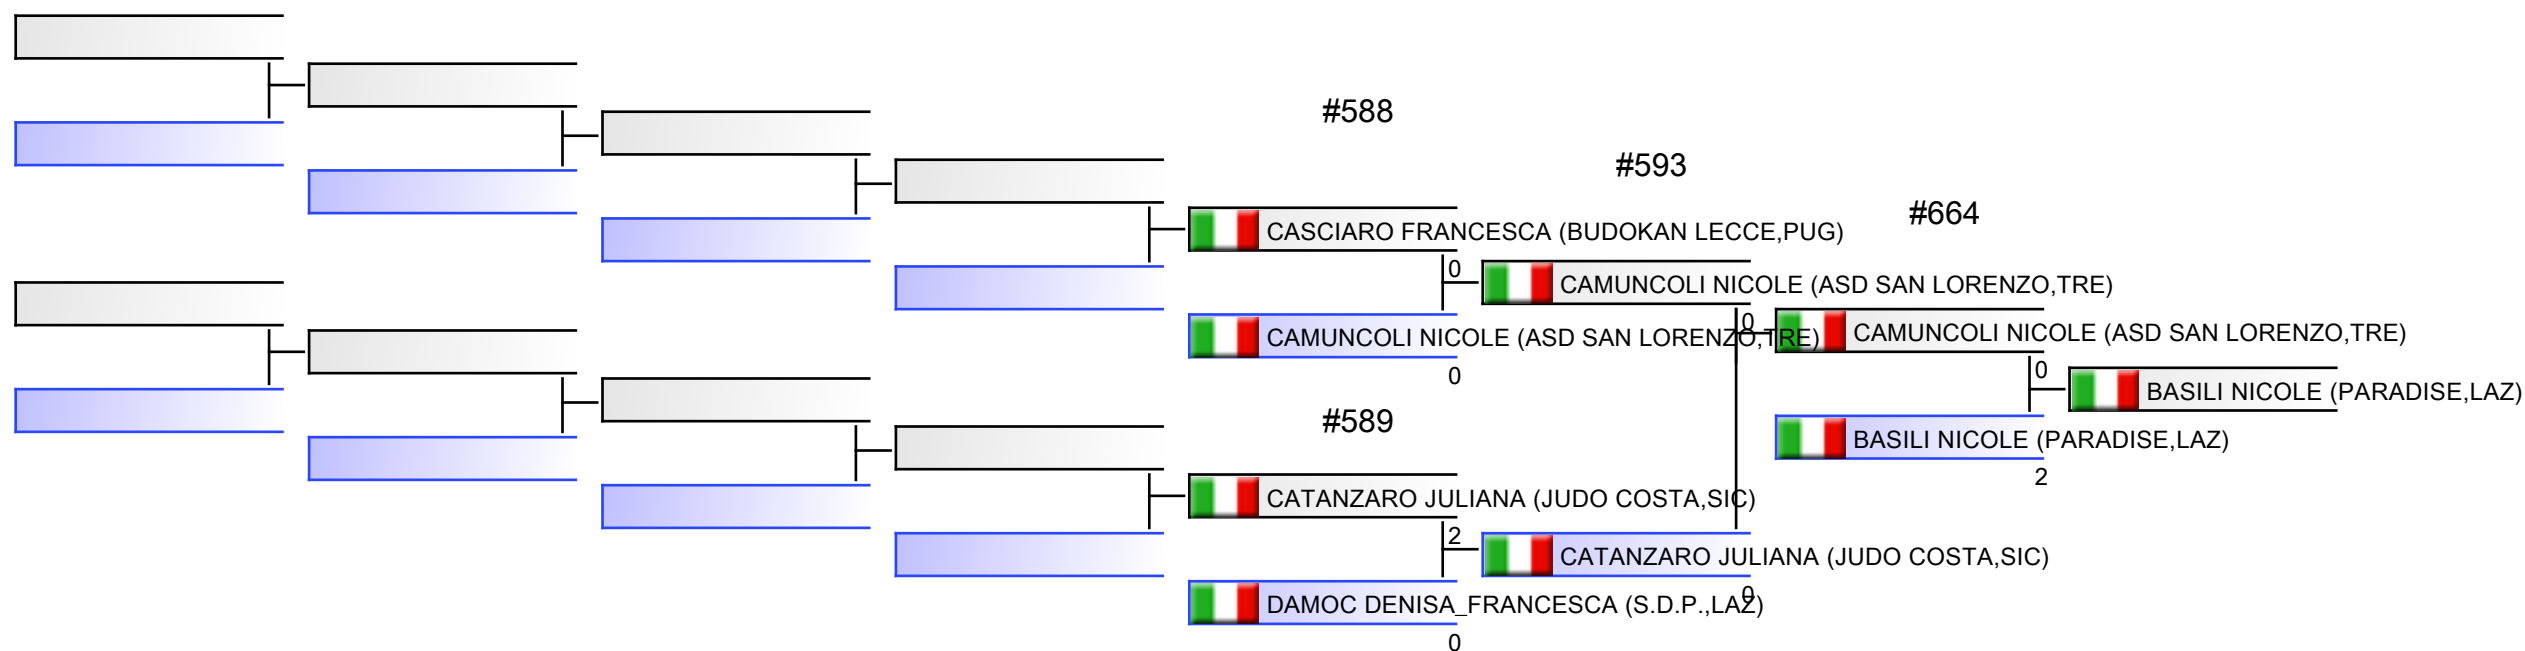 #588
#593
#664
CASCIARO FRANCESCA (BUDOKAN LECCE,PUG)
0
CAMUNCOLI NICOLE (ASD SAN LORENZO,TRE)
CAMUNCOLI NICOLE (ASD SAN LORENZO,TRE)
0
0
CAMUNCOLI NICOLE (ASD SAN LORENZO,TRE)
0
BASILI NICOLE (PARADISE,LAZ)
BASILI NICOLE (PARADISE,LAZ)
2
#589
CATANZARO JULIANA (JUDO COSTA,SIC)
2
CATANZARO JULIANA (JUDO COSTA,SIC)
0
DAMOC DENISA_FRANCESCA (S.D.P.,LAZ)
0